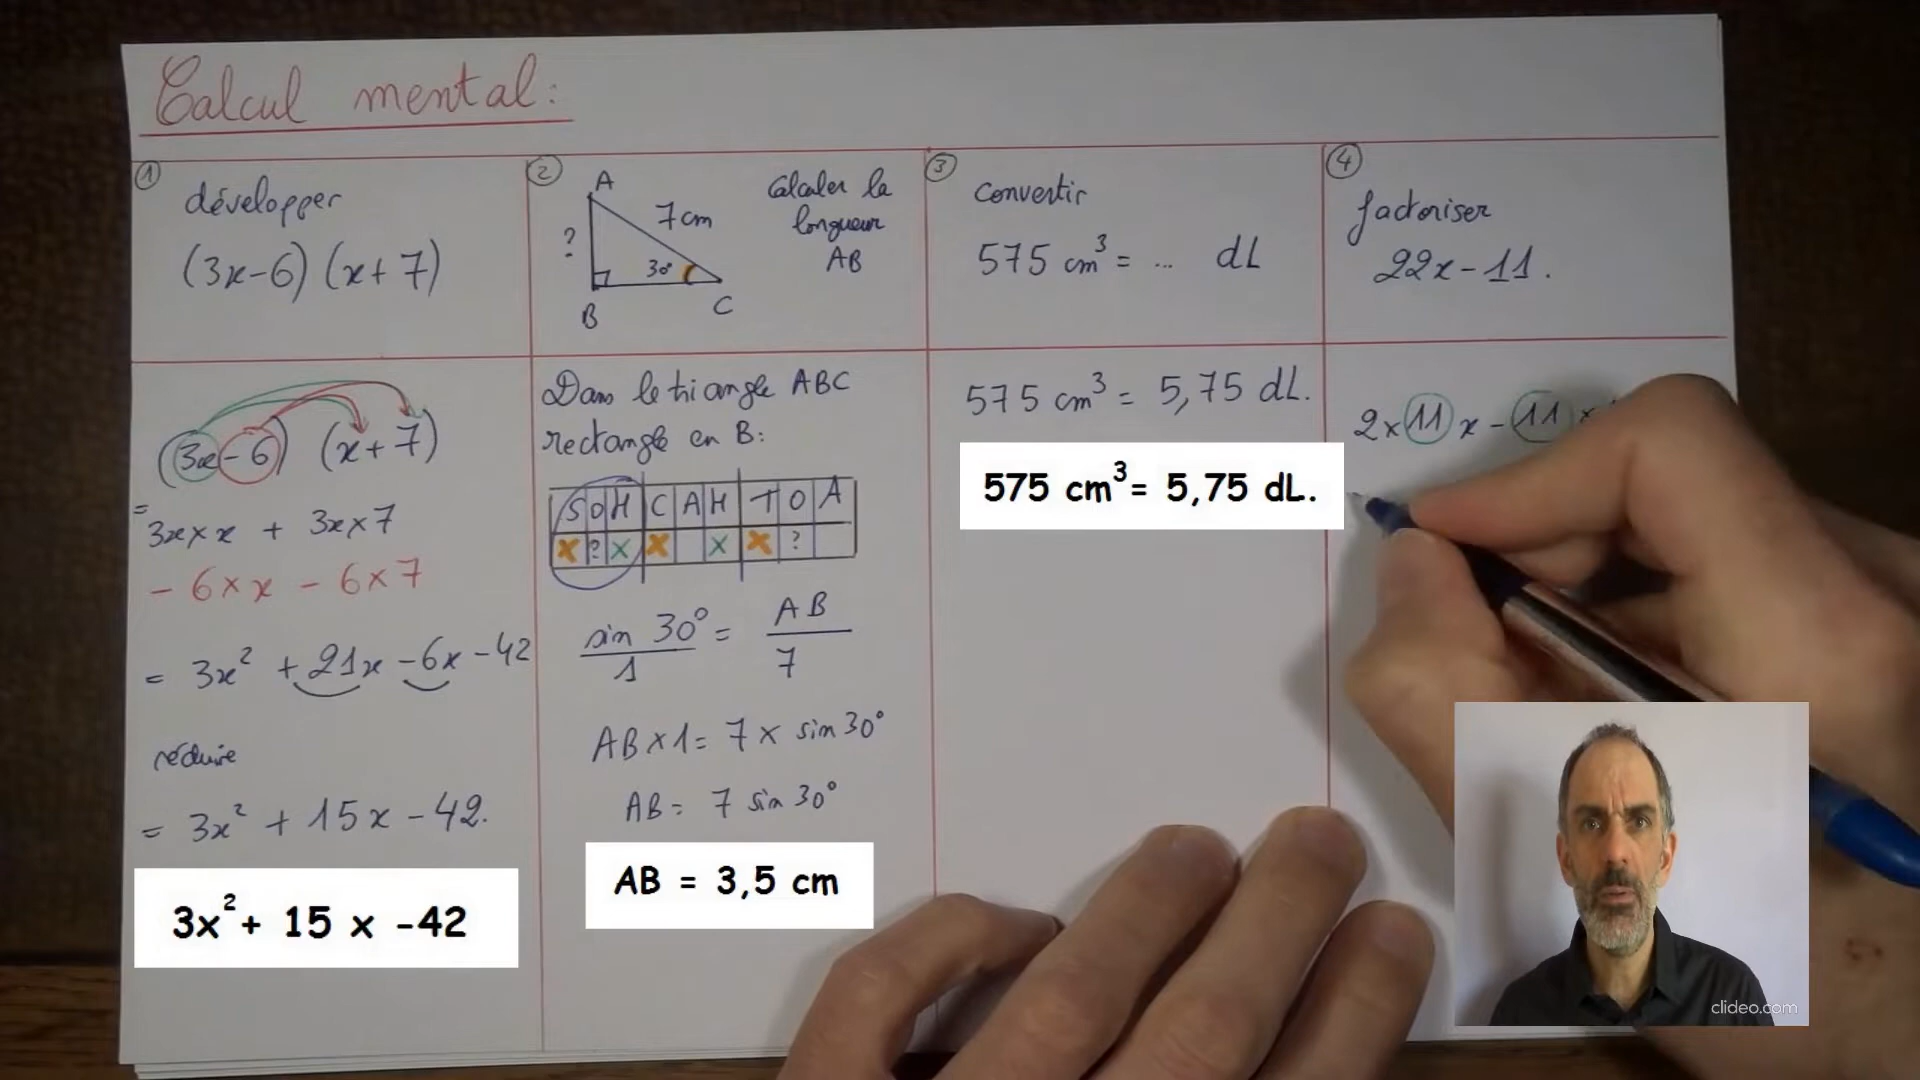 Calcul mental:
1
développer
(3x-6) (x+7)
2
A
7cm
?
30°
B
C
Calculer la
longueur
AB
3
convertir
575 cm³ = ... dL
4
factoriser
22x-11.
(3x-6) (x+7)
=
3x×x + 3x×7
- 6×x - 6×7
= 3x² +21x -6x -42
réduire
= 3x² + 15x -42.
3x²+ 15 x -42
Dans le triangle ABC
rectangle en B:
S O H C A H T O A
x ? x x x x ?
sin 30° = AB
1 7
AB×1= 7× sin 30°
AB= 7 sin 30°
AB = 3,5 cm
575 cm³ = 5,75 dL.
575 cm³= 5,75 dL.
2×11x - 11 ×
clideo.com